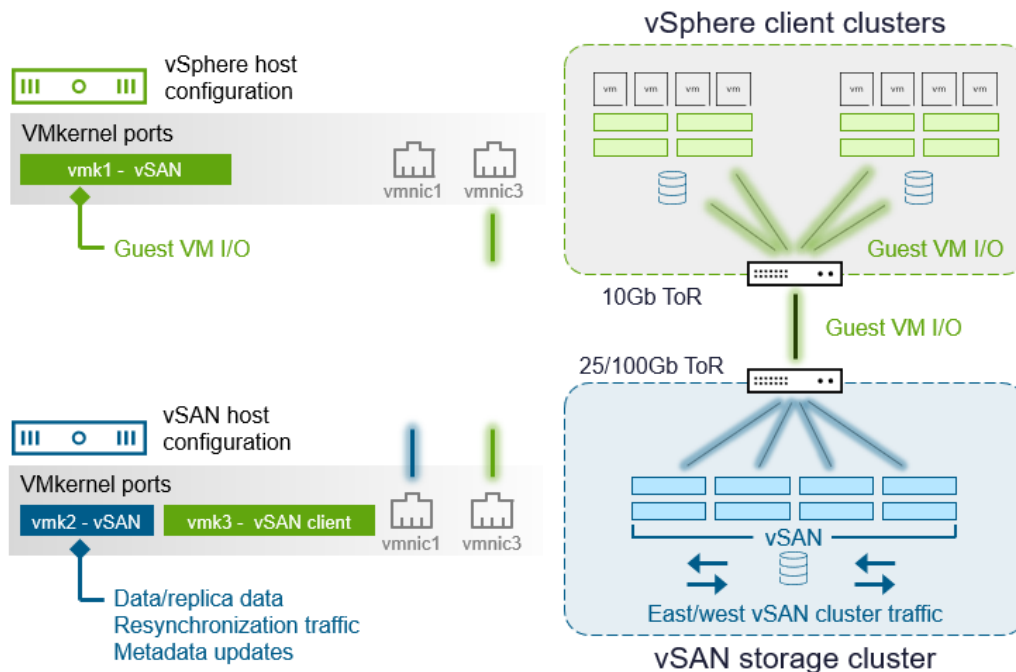 vSphere client clusters
vSphere host
configuration
VMkernel ports
vmk1 - vSAN
vmnic1
vmnic3
Guest VM I/O
vm vm vm vm
vm vm vm vm
Guest VM I/O
10Gb ToR
Guest VM I/O
25/100Gb ToR
vSAN host
configuration
VMkernel ports
vmk2 - vSAN
vmk3 - vSAN client
vmnic1
vmnic3
Data/replica data
Resynchronization traffic
Metadata updates
vSAN
East/west vSAN cluster traffic
vSAN storage cluster